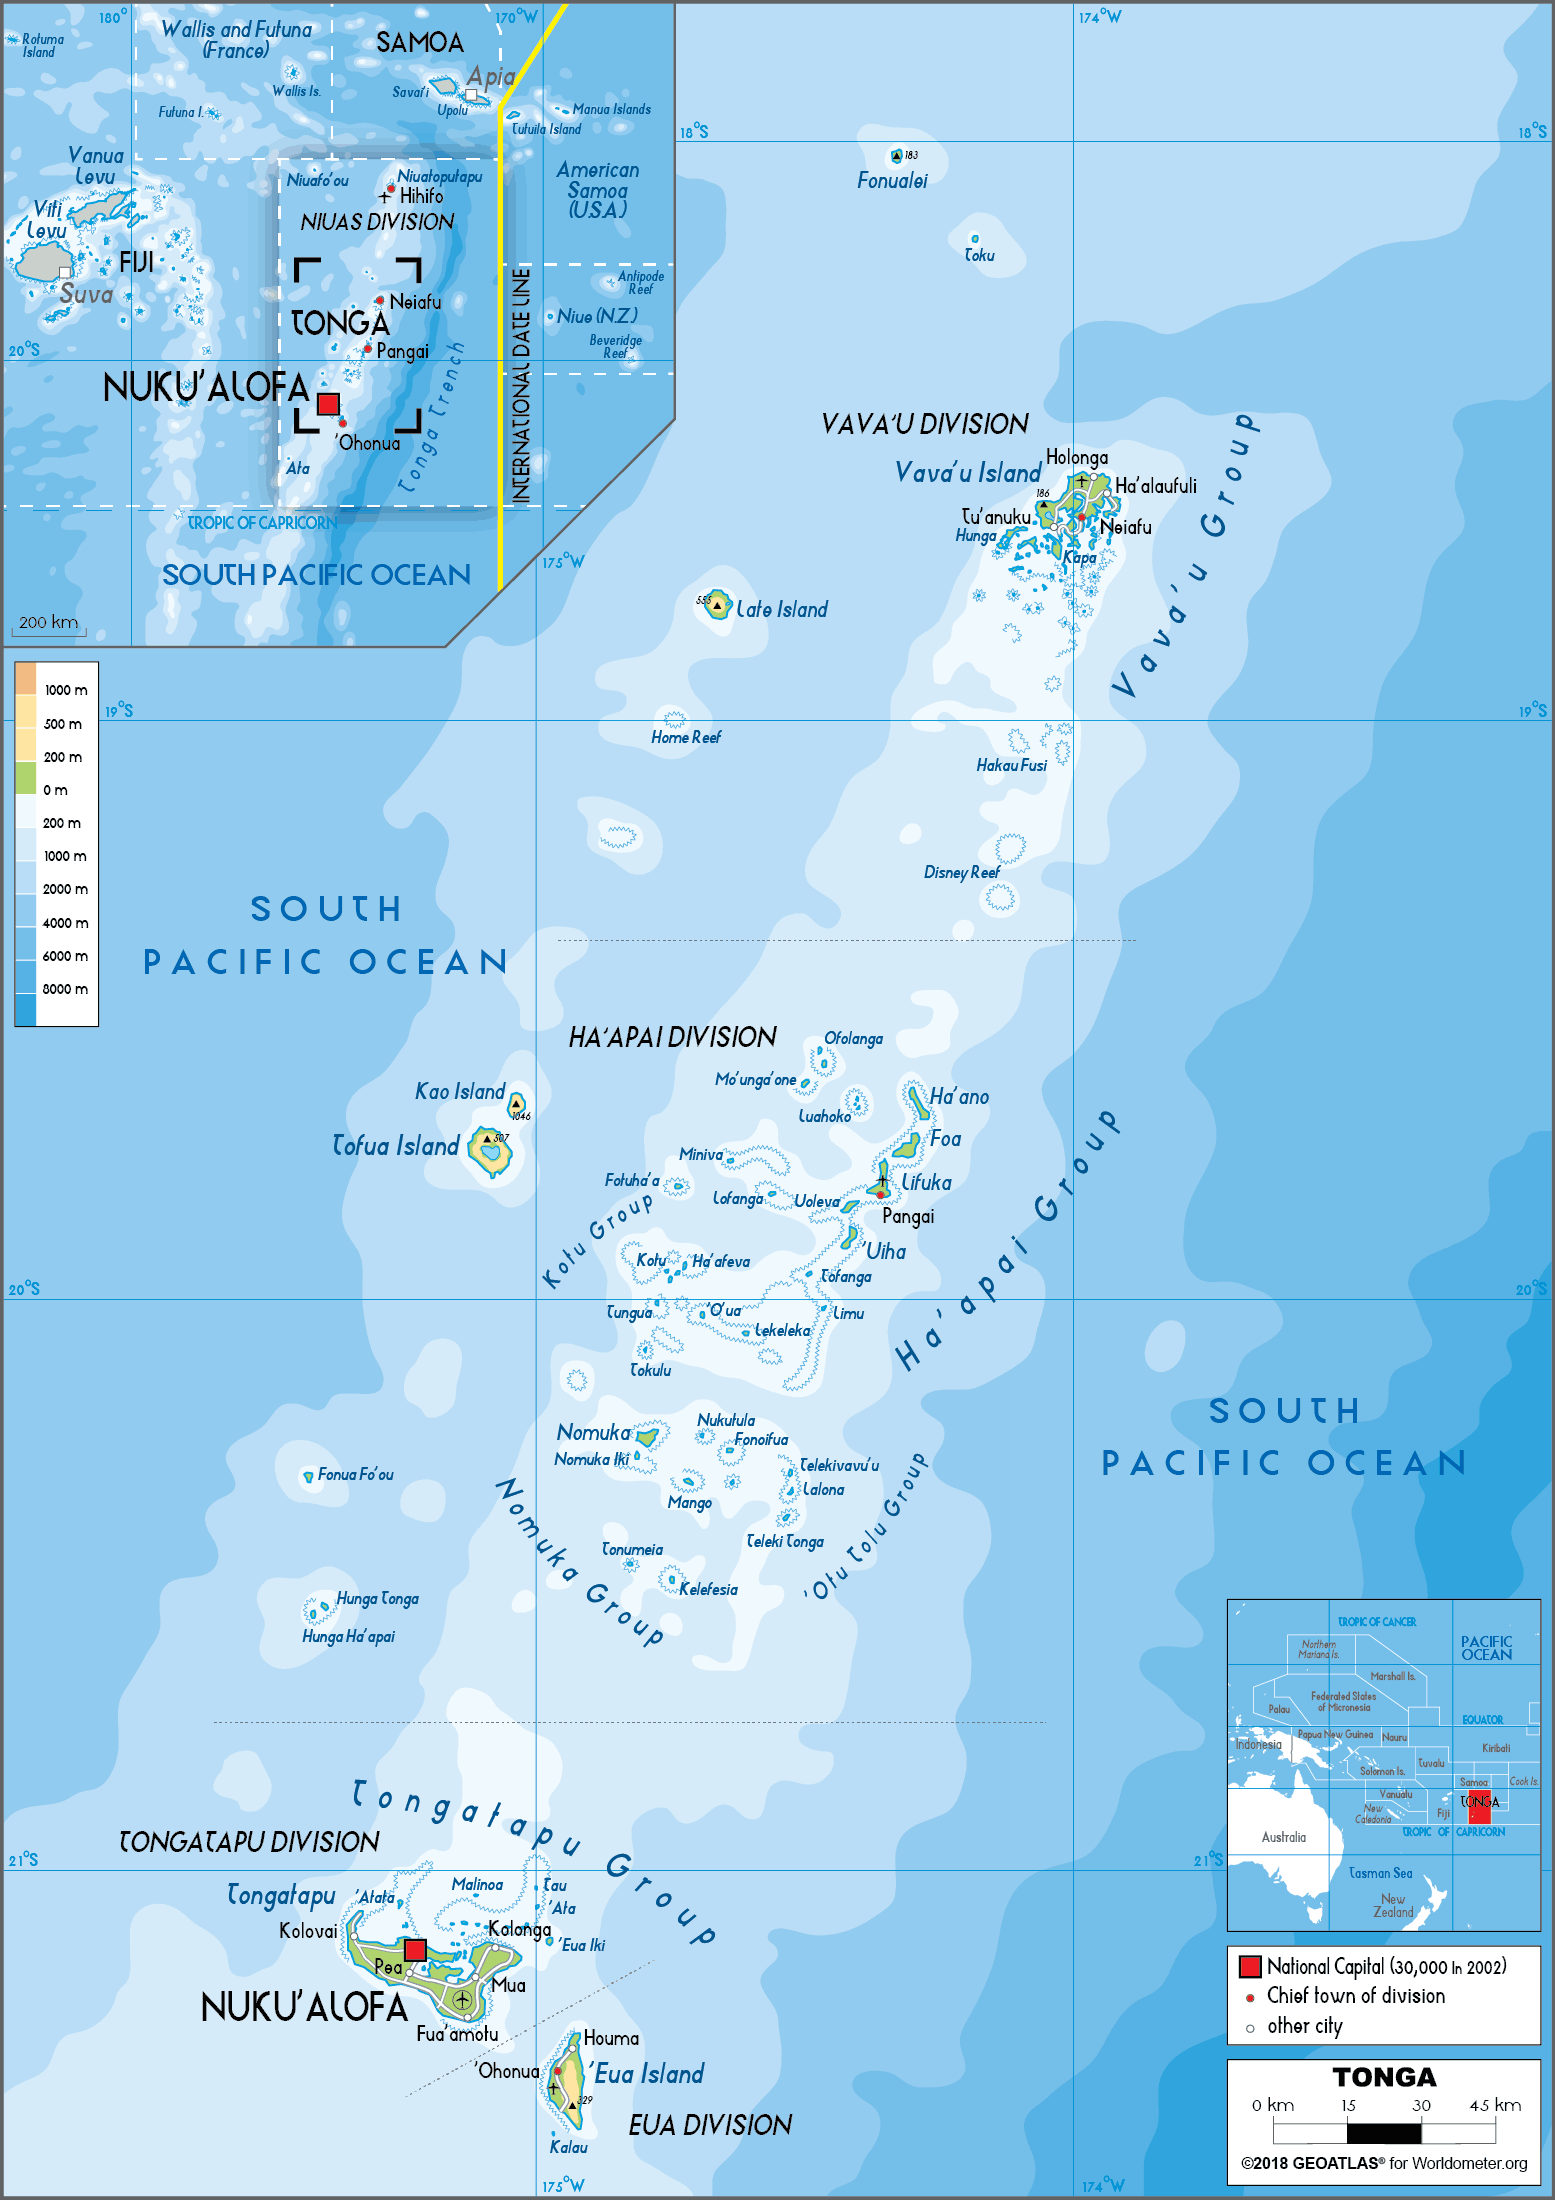 180°
170°W
174°W
Rotuma
Island
Wallis and Futuna
(France)
SAMOA
Wallis Is.
Savai'i
Apia
Upolu
Futuna I.
Manua Islands
Tutuila Island
18°S
18°S
183
Fonualei
Vanua
Levu
Niuafo'ou
Niuatoputapu
Hihifo
NIUAS DIVISION
American
Samoa
(U.S.A.)
Viti
Levu
FIJI
Suva
Toku
Antipode
Reef
Neiafu
TONGA
Niue (N.Z.)
Beveridge
Reef
20°S
Pangai
NUKU'ALOFA
'Ohonua
Tonga Trench
INTERNATIONAL DATE LINE
Ata
TROPIC OF CAPRICORN
SOUTH PACIFIC OCEAN
175°W
200 km
VAVA'U DIVISION
Holonga
Vava'u Island
Ha'alaufuli
186
Tu'anuku
Neiafu
Hunga
Kapa
Vava'u Group
555
Late Island
1000 m
500 m
200 m
0 m
200 m
1000 m
2000 m
4000 m
6000 m
8000 m
19°S
19°S
Home Reef
Hakau Fusi
Disney Reef
SOUTH
PACIFIC OCEAN
HA'APAI DIVISION
Ofolanga
Mo'unga'one
Kao Island
1046
Luahoko
Ha'ano
Tofua Island
507
Foa
Miniva
Fotuha'a
Lofanga
Uoleva
Lifuka
Pangai
Kotu Group
'Uiha
Kotu
Ha'afeva
Tofanga
Ha'apai Group
20°S
20°S
Tungua
'O'ua
Limu
Lekeleka
Tokulu
SOUTH
PACIFIC OCEAN
Nomuka
Nukutula
Fonoifua
Nomuka Iki
Telekivavu'u
Fonua Fo'ou
Lalona
Mango
Teleki Tonga
Nomuka Group
Tonumeia
Kelefesia
'Otu Tolu Group
Hunga Tonga
Hunga Ha'apai
TROPIC OF CANCER
Northern
Mariana Is.
PACIFIC
OCEAN
Marshall Is.
Federated States
of Micronesia
Palau
EQUATOR
Papua New Guinea
Nauru
Indonesia
Kiribati
Tuvalu
Solomon Is.
Samoa
Cook Is.
Vanuatu
TONGA
New
Caledonia
Fiji
TROPIC OF CAPRICORN
Australia
Tasman Sea
New
Zealand
Tongatapu Group
TONGATAPU DIVISION
21°S
21°S
Tongatapu
'Atata
Malinoa
Tau
'Ata
Kolovai
Kolonga
'Eua Iki
Pea
Mua
NUKU'ALOFA
Fua'amotu
Houma
'Ohonua
'Eua Island
329
EUA DIVISION
Kalau
175°W
174°W
National Capital (30,000 in 2002)
Chief town of division
other city
TONGA
0 km 15 30 45 km
©2018 GEOATLAS® for Worldometer.org